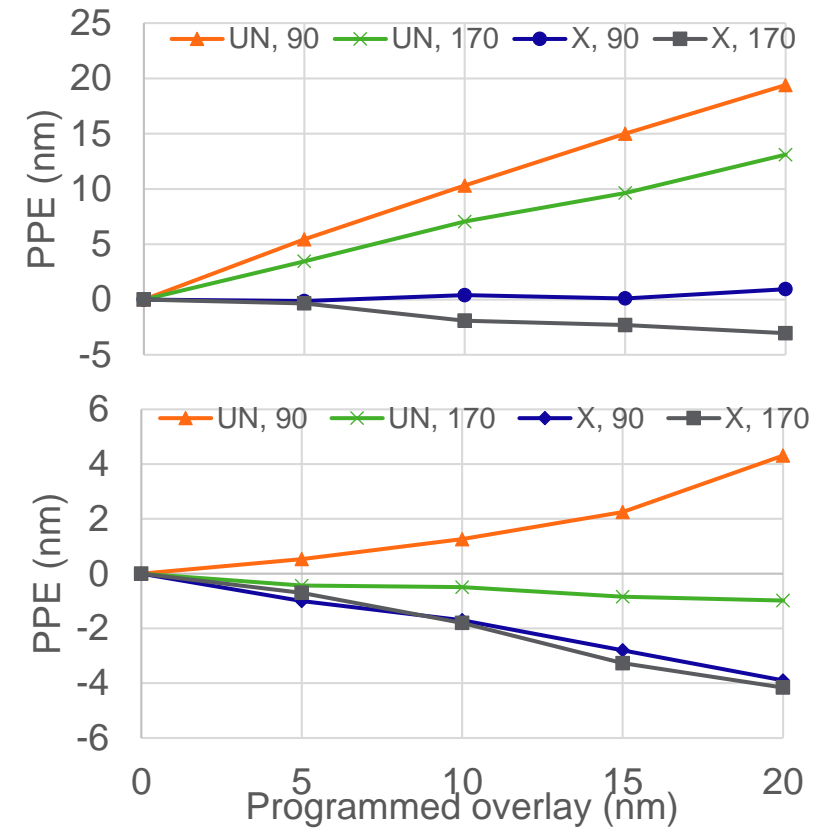 25
UN, 90 UN, 170 X, 90 X, 170
20
15
10
5
0
-5
PPE (nm)
6
UN, 90 UN, 170 X, 90 X, 170
4
2
0
-2
-4
-6
PPE (nm)
0 5 10 15 20
Programmed overlay (nm)